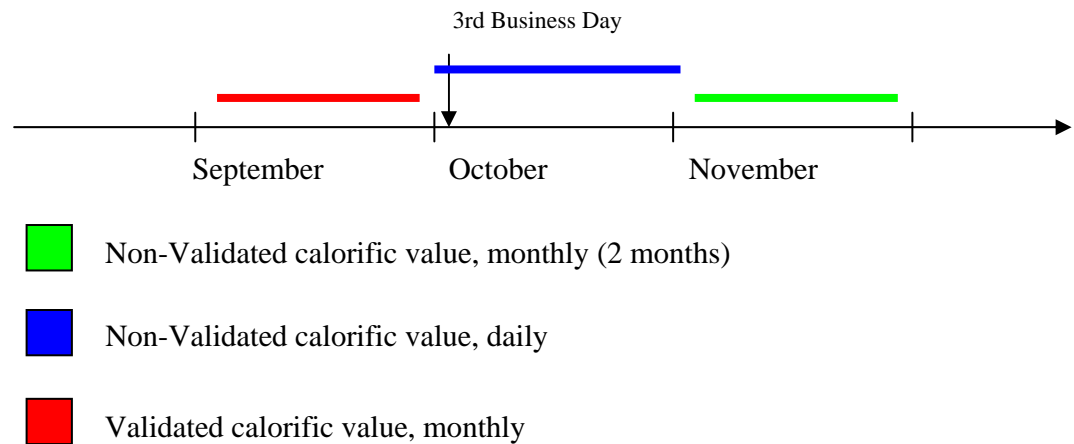 3rd Business Day
September October November
Non-Validated calorific value, monthly (2 months)
Non-Validated calorific value, daily
Validated calorific value, monthly